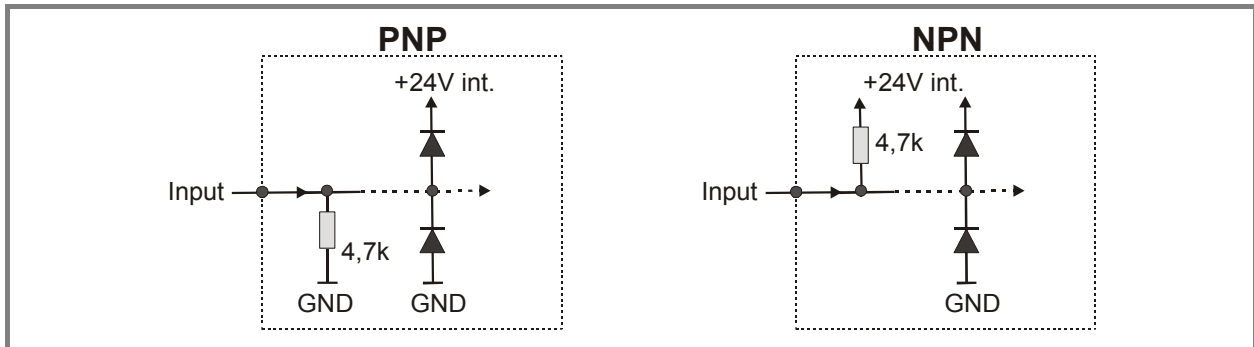 PNP
+24V int.
Input
4,7k
GND GND
NPN
+24V int.
4,7k
Input
GND